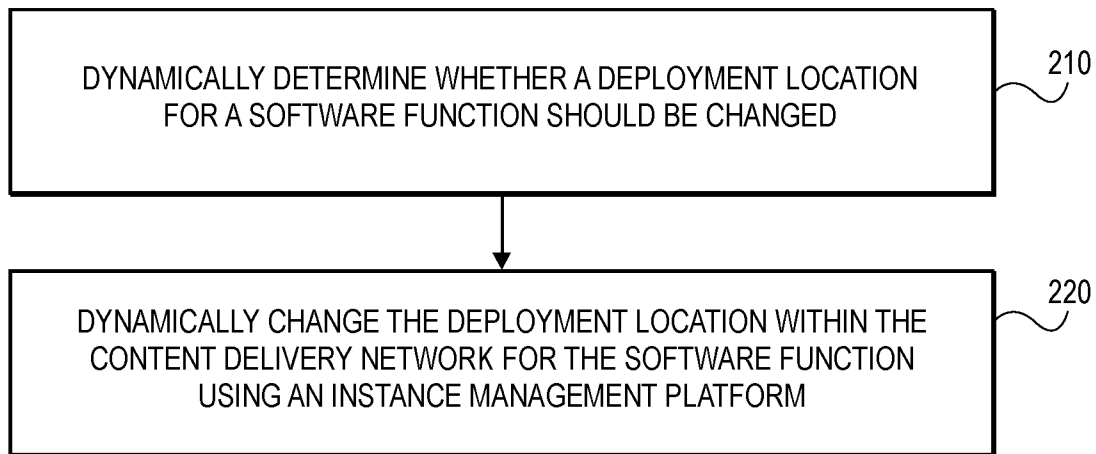 DYNAMICALLY DETERMINE WHETHER A DEPLOYMENT LOCATION
FOR A SOFTWARE FUNCTION SHOULD BE CHANGED
210
DYNAMICALLY CHANGE THE DEPLOYMENT LOCATION WITHIN THE
CONTENT DELIVERY NETWORK FOR THE SOFTWARE FUNCTION
USING AN INSTANCE MANAGEMENT PLATFORM
220